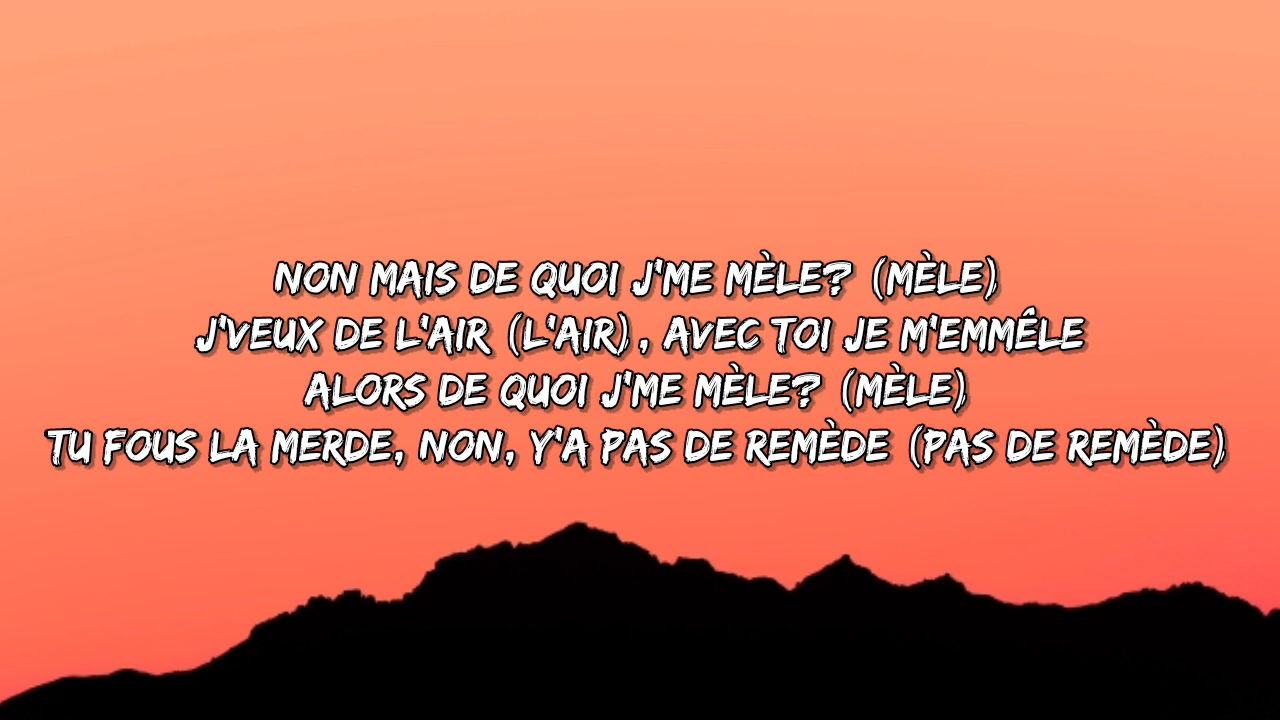 NON MAIS DE QUOI J'ME MÈLE? (MÈLE)
J'VEUX DE L'AIR (L'AIR), AVEC TOI JE M'EMMÊLE
ALORS DE QUOI J'ME MÈLE? (MÈLE)
TU FOUS LA MERDE, NON, Y'A PAS DE REMÈDE (PAS DE REMÈDE)